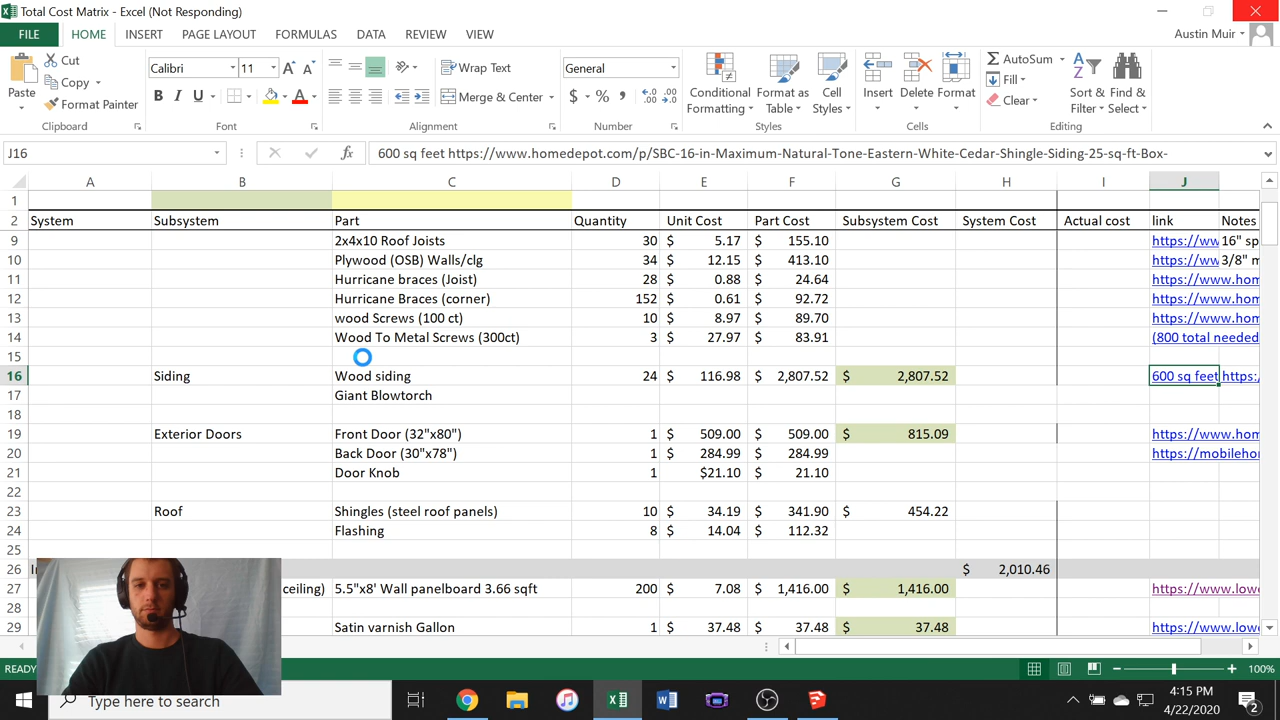 Total Cost Matrix - Excel (Not Responding)
FILE HOME INSERT PAGE LAYOUT FORMULAS DATA REVIEW VIEW Austin Muir
Cut
Copy
Format Painter
Paste
Clipboard
Calibri 11
B I U
Font
Wrap Text
Merge & Center
Alignment
General
$ % ,
Number
Conditional Formatting
Format as Table
Cell Styles
Styles
Insert Delete Format
Cells
AutoSum
Fill
Clear
Sort & Filter
Find & Select
Editing
J16 fx 600 sq feet https://www.homedepot.com/p/SBC-16-in-Maximum-Natural-Tone-Eastern-White-Cedar-Shingle-Siding-25-sq-ft-Box-
A B C D E F G H I J
1
2 System Subsystem Part Quantity Unit Cost Part Cost Subsystem Cost System Cost Actual cost link Notes
9 2x4x10 Roof Joists 30 $ 5.17 $ 155.10 https://ww 16" sp
10 Plywood (OSB) Walls/clg 34 $ 12.15 $ 413.10 https://ww 3/8" m
11 Hurricane braces (Joist) 28 $ 0.88 $ 24.64 https://www.hom
12 Hurricane Braces (corner) 152 $ 0.61 $ 92.72 https://www.hom
13 wood Screws (100 ct) 10 $ 8.97 $ 89.70 https://www.hom
14 Wood To Metal Screws (300ct) 3 $ 27.97 $ 83.91 (800 total needed
15
16 Siding Wood siding 24 $ 116.98 $ 2,807.52 $ 2,807.52 600 sq feet https:/
17 Giant Blowtorch
18
19 Exterior Doors Front Door (32"x80") 1 $ 509.00 $ 509.00 $ 815.09 https://www.hom
20 Back Door (30"x78") 1 $ 284.99 $ 284.99 https://mobilehor
21 Door Knob 1 $21.10 $ 21.10
22
23 Roof Shingles (steel roof panels) 10 $ 34.19 $ 341.90 $ 454.22
24 Flashing 8 $ 14.04 $ 112.32
25
26 $ 2,010.46
27 ceiling) 5.5"x8' Wall panelboard 3.66 sqft 200 $ 7.08 $ 1,416.00 $ 1,416.00 https://www.lowe
28
29 Satin varnish Gallon 1 $ 37.48 $ 37.48 $ 37.48 https://www.lowe
READY 100%
Type here to search
4:15 PM
4/22/2020
2